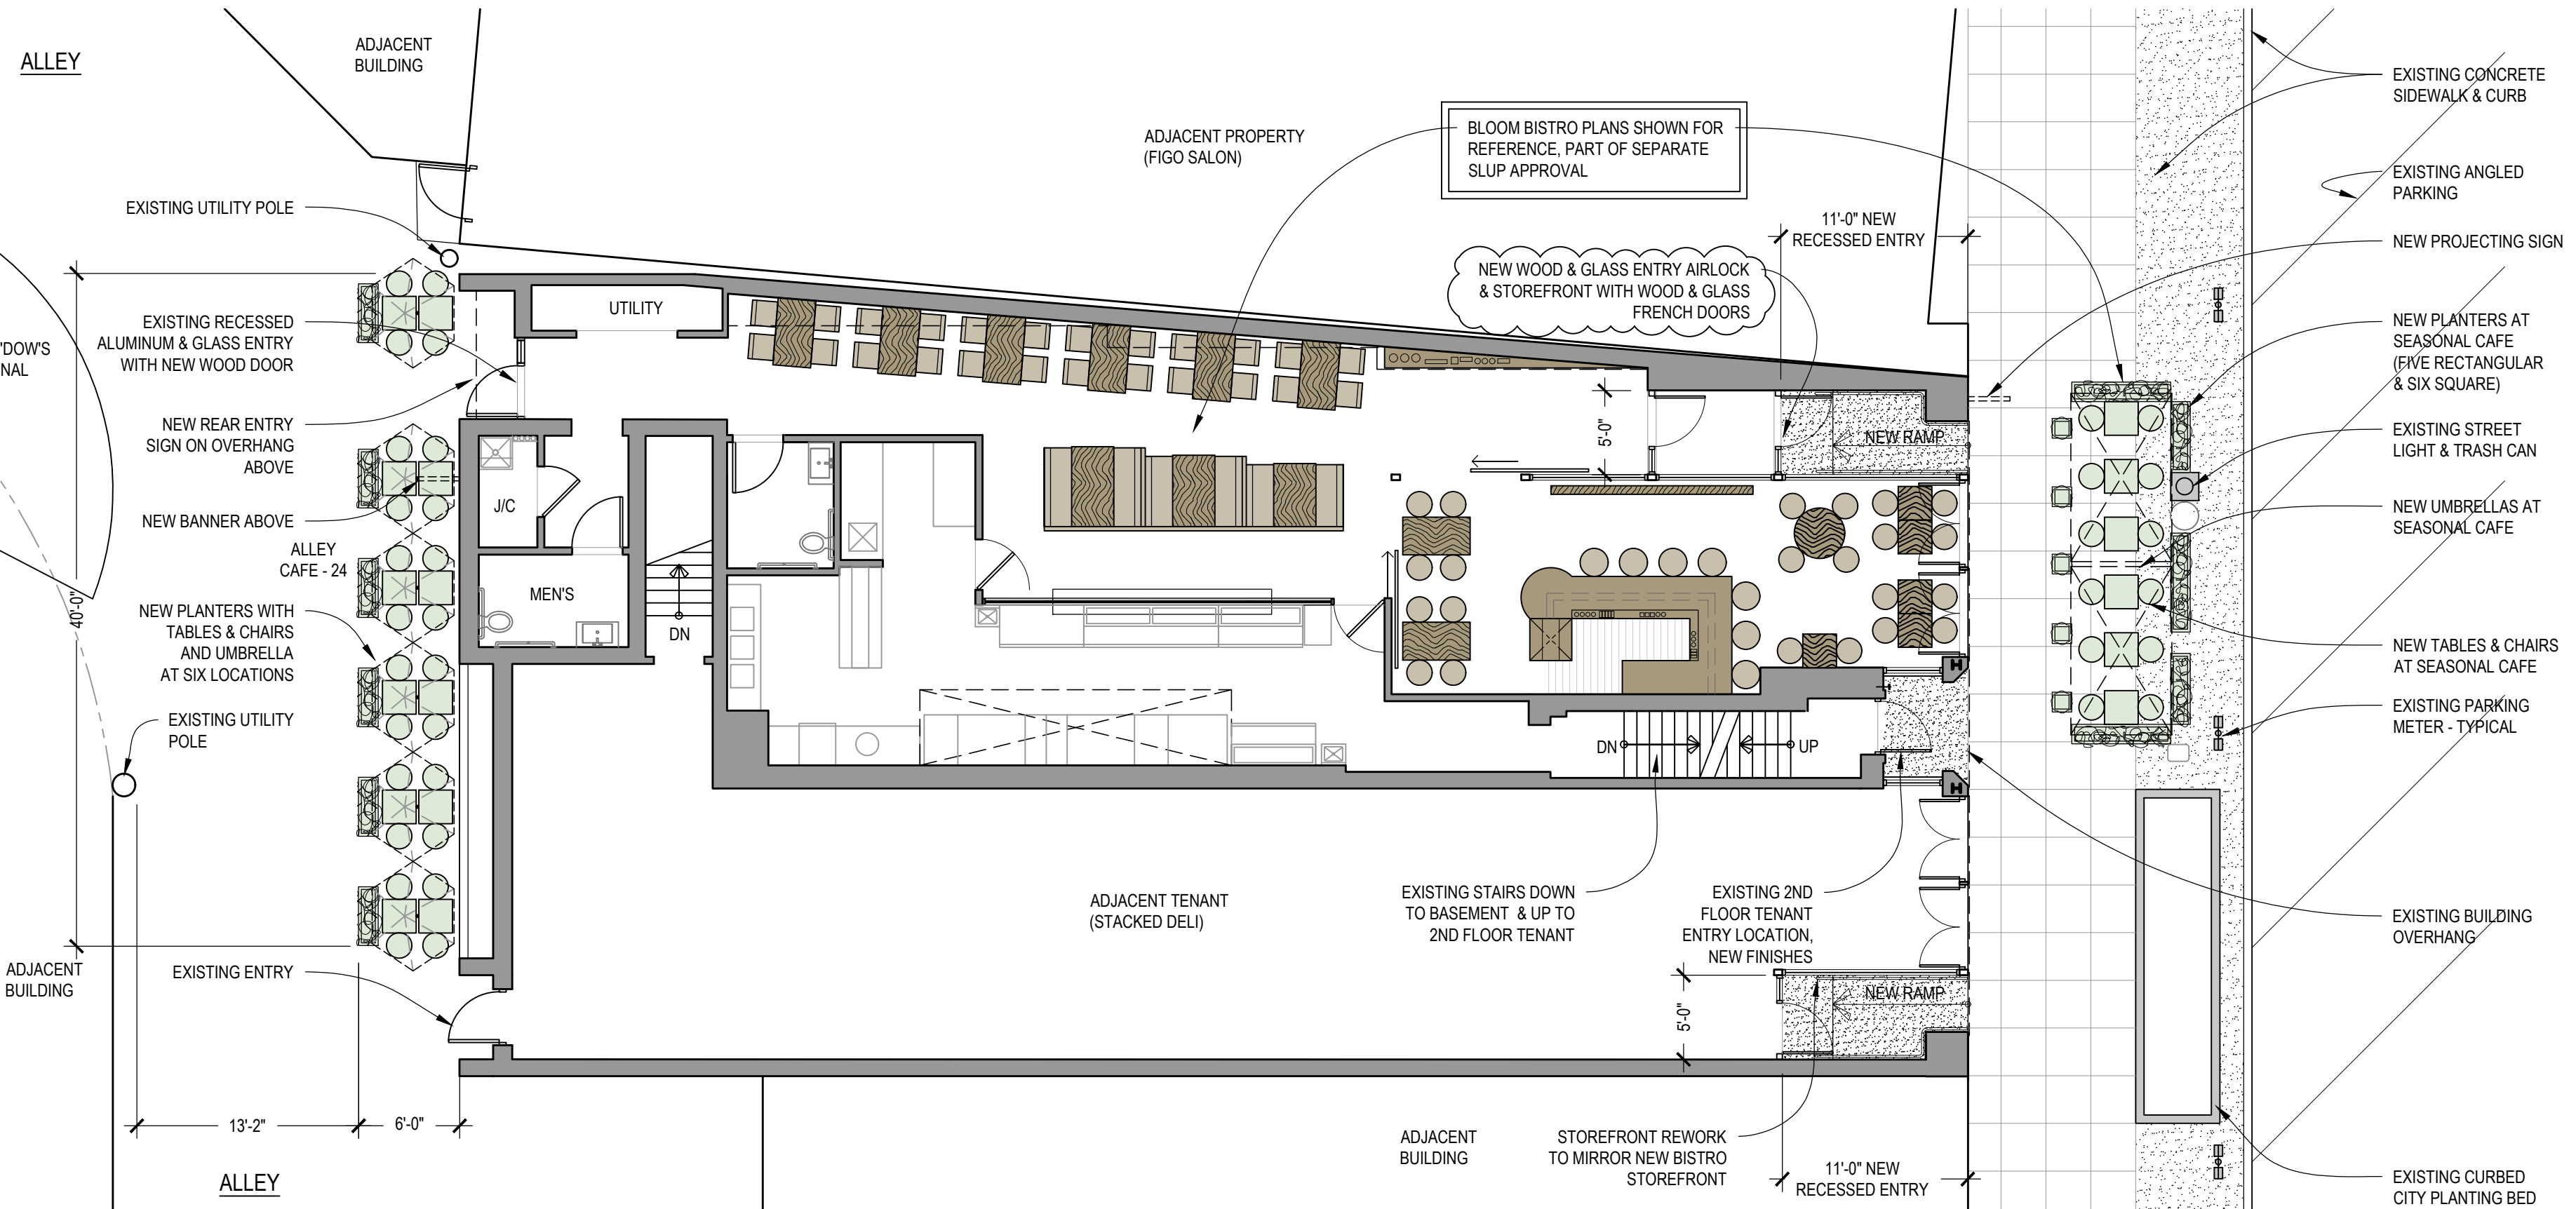 ALLEY
ADJACENT
BUILDING
EXISTING UTILITY POLE
'DOW'S
NAL
EXISTING RECESSED
ALUMINUM & GLASS ENTRY
WITH NEW WOOD DOOR
NEW REAR ENTRY
SIGN ON OVERHANG
ABOVE
NEW BANNER ABOVE
ALLEY
CAFE - 24
40'-0"
NEW PLANTERS WITH
TABLES & CHAIRS
AND UMBRELLA
AT SIX LOCATIONS
EXISTING UTILITY
POLE
ADJACENT
BUILDING
EXISTING ENTRY
13'-2"
6'-0"
ALLEY
UTILITY
J/C
MEN'S
DN
ADJACENT PROPERTY
(FIGO SALON)
BLOOM BISTRO PLANS SHOWN FOR
REFERENCE, PART OF SEPARATE
SLUP APPROVAL
11'-0" NEW
RECESSED ENTRY
NEW WOOD & GLASS ENTRY AIRLOCK
& STOREFRONT WITH WOOD & GLASS
FRENCH DOORS
5'-0"
NEW RAMP
DN
UP
H
H
ADJACENT TENANT
(STACKED DELI)
EXISTING STAIRS DOWN
TO BASEMENT & UP TO
2ND FLOOR TENANT
EXISTING 2ND
FLOOR TENANT
ENTRY LOCATION,
NEW FINISHES
5'-0"
NEW RAMP
ADJACENT
BUILDING
STOREFRONT REWORK
TO MIRROR NEW BISTRO
STOREFRONT
11'-0" NEW
RECESSED ENTRY
EXISTING CONCRETE
SIDEWALK & CURB
EXISTING ANGLED
PARKING
NEW PROJECTING SIGN
NEW PLANTERS AT
SEASONAL CAFE
(FIVE RECTANGULAR
& SIX SQUARE)
EXISTING STREET
LIGHT & TRASH CAN
NEW UMBRELLAS AT
SEASONAL CAFE
NEW TABLES & CHAIRS
AT SEASONAL CAFE
EXISTING PARKING
METER - TYPICAL
EXISTING BUILDING
OVERHANG
EXISTING CURBED
CITY PLANTING BED